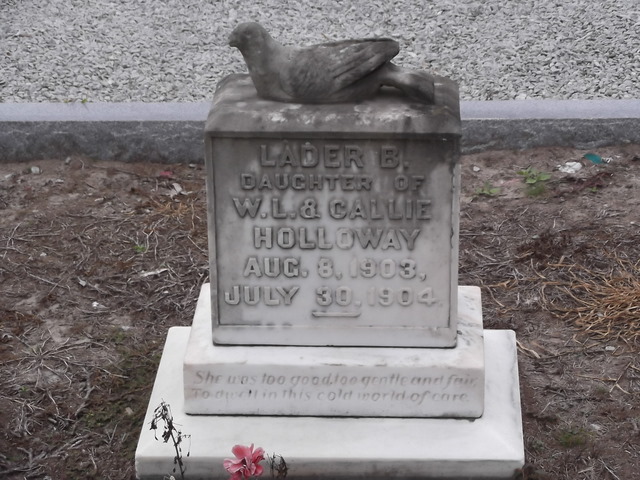 LADER B.
DAUGHTER OF
W.L. & CALLIE
HOLLOWAY
AUG. 8, 1903,
JULY 30, 1904.
She was too good, too gentle and fair,
To dwell in this cold world of care.